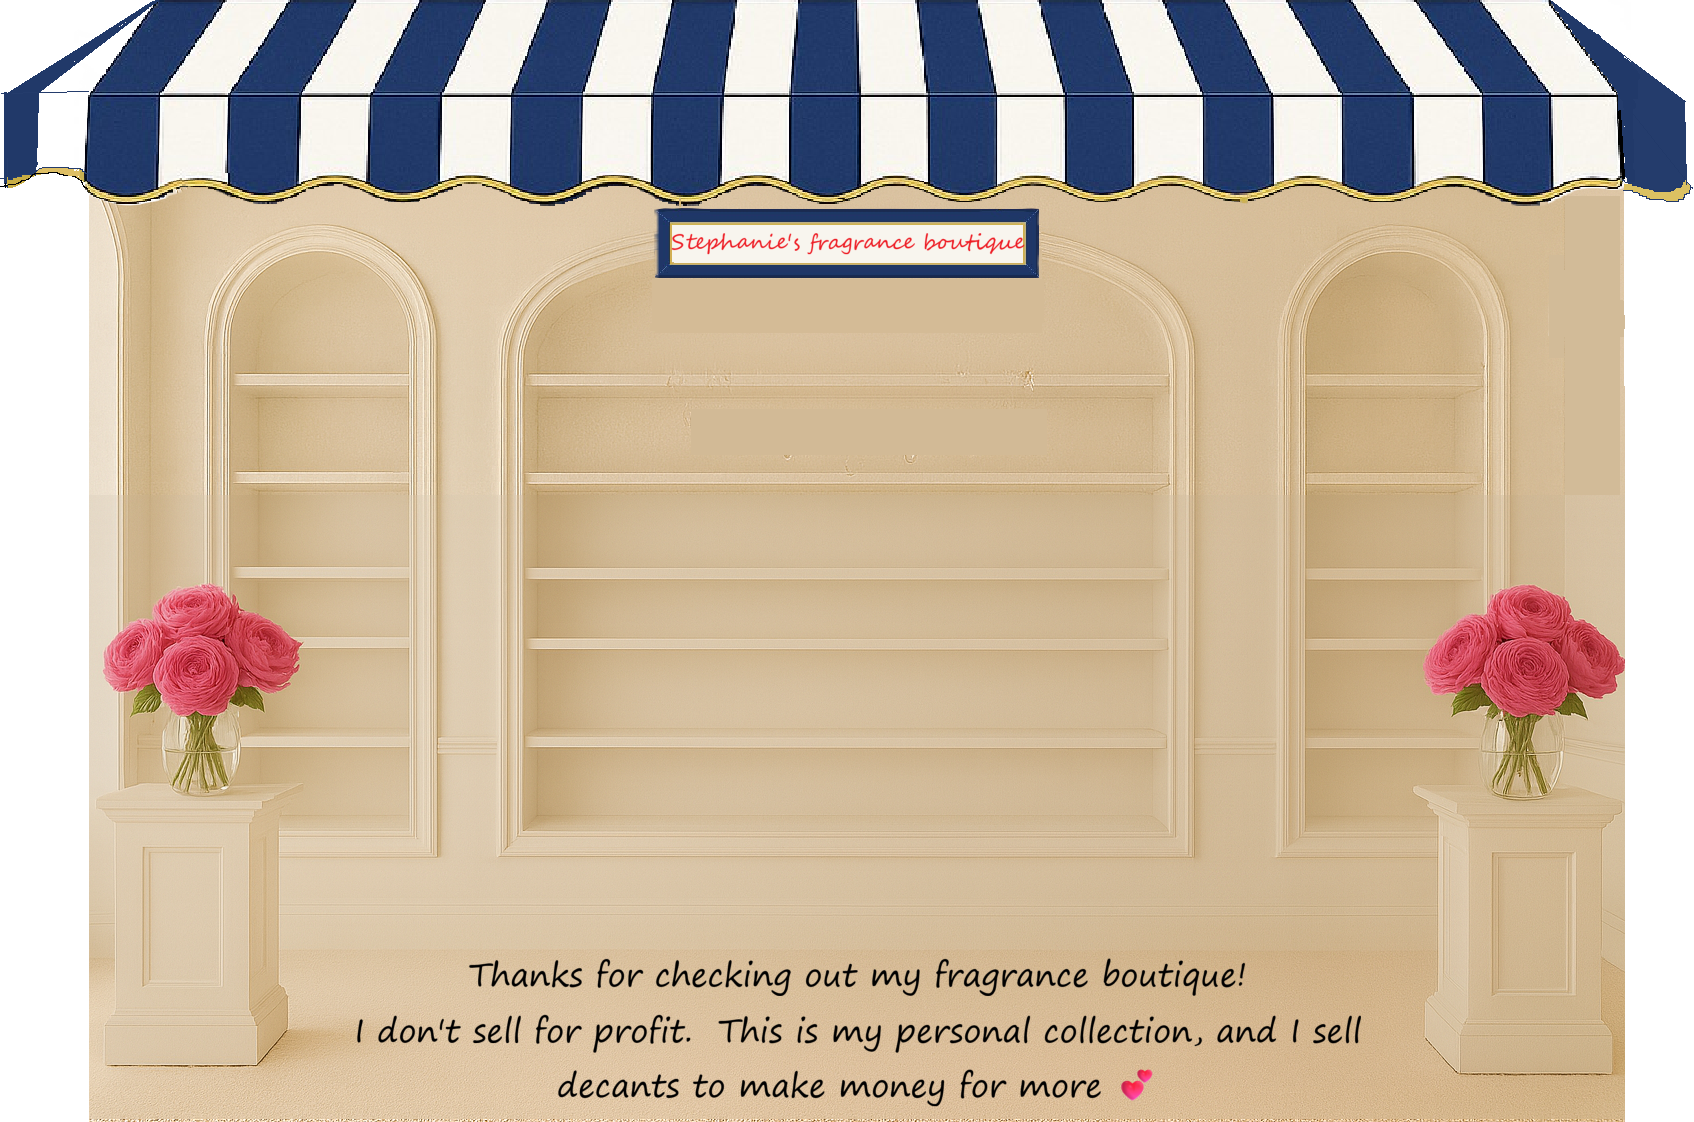 Stephanie's fragrance boutique
Thanks for checking out my fragrance boutique!
I don't sell for profit.  This is my personal collection, and I sell
decants to make money for more 💕